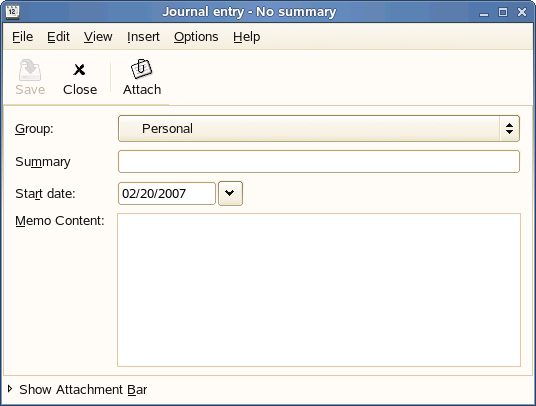 Journal entry - No summary
File Edit View Insert Options Help
Save Close Attach
Group: Personal
Summary
Start date: 02/20/2007
Memo Content:
Show Attachment Bar